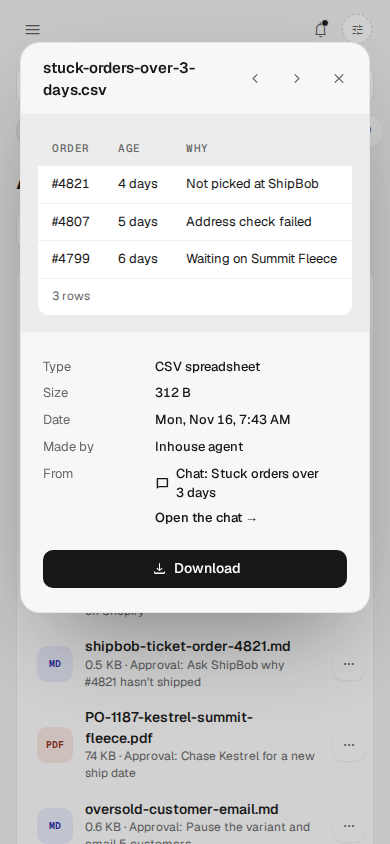 stuck-orders-over-3-
days.csv
ORDER AGE WHY
#4821 4 days Not picked at ShipBob
#4807 5 days Address check failed
#4799 6 days Waiting on Summit Fleece
3 rows
Type CSV spreadsheet
Size 312 B
Date Mon, Nov 16, 7:43 AM
Made by Inhouse agent
From Chat: Stuck orders over
3 days
Open the chat →
Download
on Shopify
MD shipbob-ticket-order-4821.md
0.5 KB · Approval: Ask ShipBob why
#4821 hasn't shipped
PDF PO-1187-kestrel-summit-
fleece.pdf
74 KB · Approval: Chase Kestrel for a new
ship date
MD oversold-customer-email.md
0.6 KB · Approval: Pause the variant and
email 5 customers